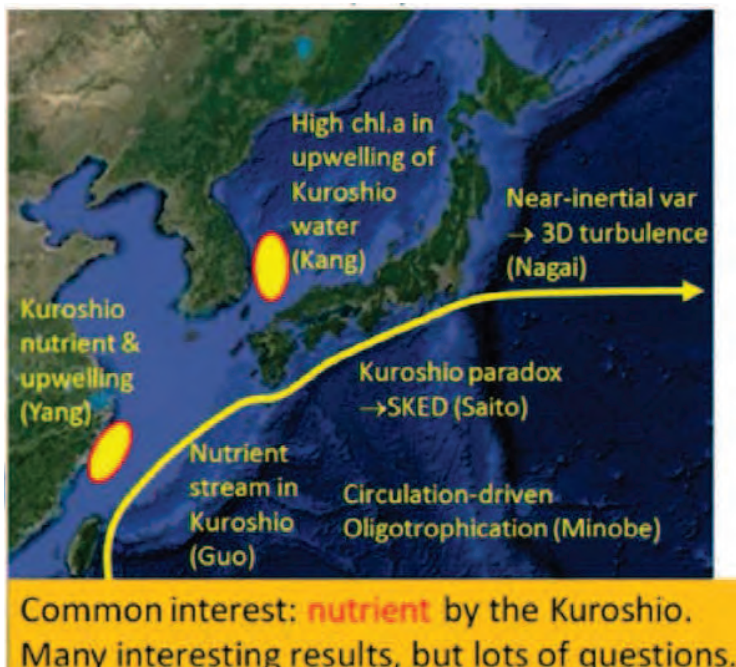 High chl.a in
upwelling of
Kuroshio
water
(Kang)
Near-inertial var
→ 3D turbulence
(Nagai)
Kuroshio
nutrient &
upwelling
(Yang)
Kuroshio paradox
→SKED (Saito)
Nutrient
stream in
Kuroshio
(Guo)
Circulation-driven
Oligotrophication (Minobe)
Common interest: nutrient by the Kuroshio.
Many interesting results, but lots of questions.